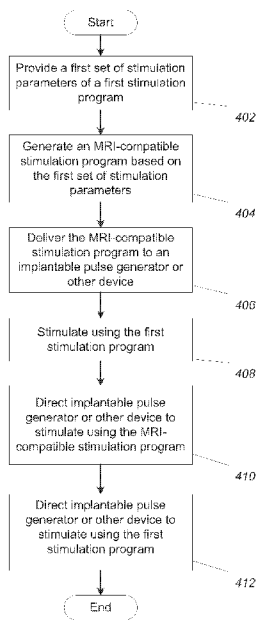 Start
Provide a first set of stimulation
parameters of a first stimulation
program
402
Generate an MRI-compatible
stimulation program based on
the first set of stimulation
parameters
404
Deliver the MRI-compatible
stimulation program to an
implantable pulse generator or
other device
406
Stimulate using the first
stimulation program
408
Direct implantable pulse
generator or other device to
stimulate using the MRI-
compatible stimulation program
410
Direct implantable pulse
generator or other device to
stimulate using the first
stimulation program
412
End